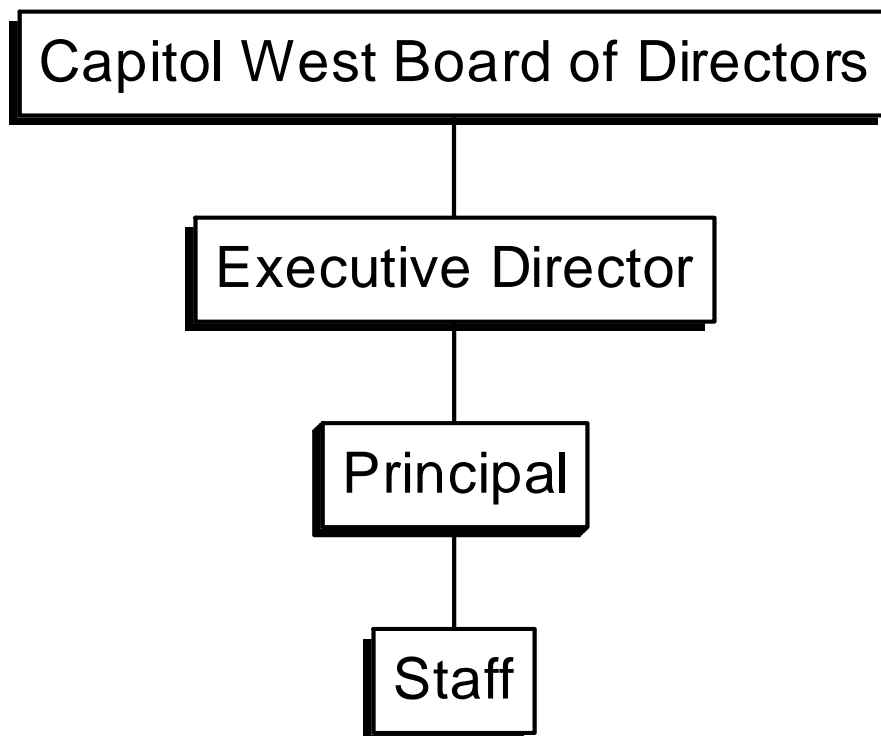 Capitol West Board of Directors
Executive Director
Principal
Staff